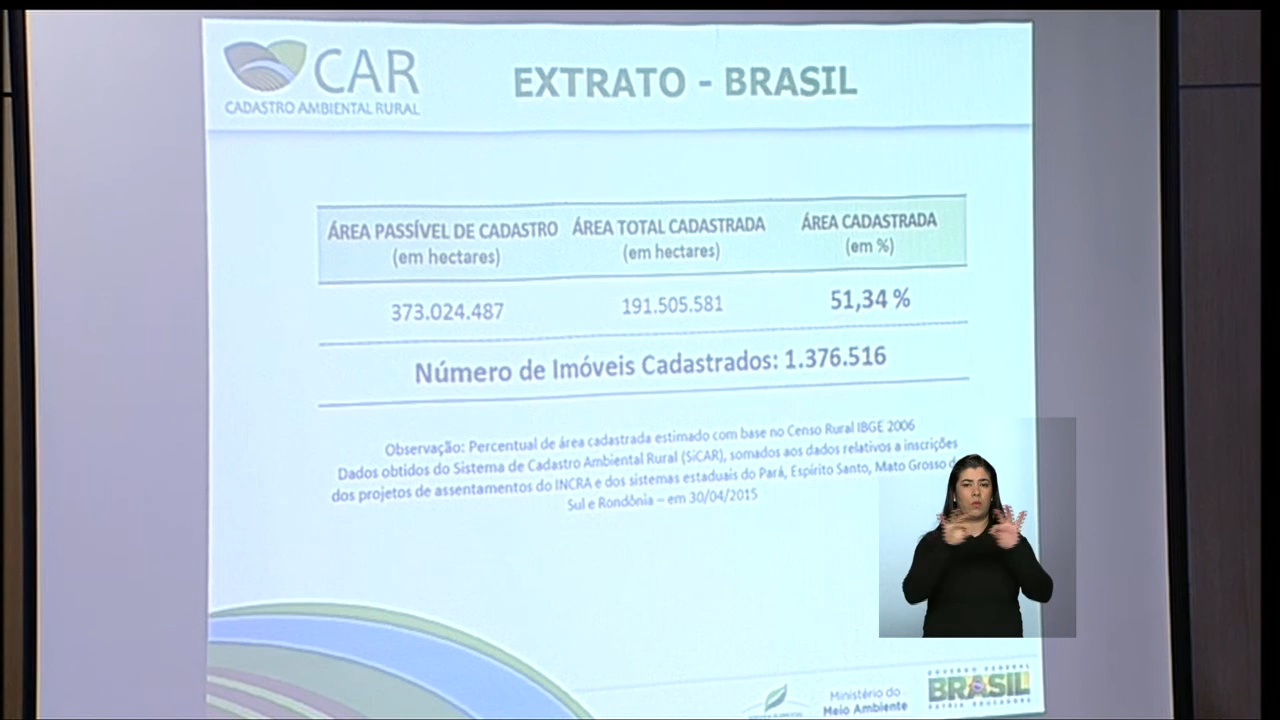 CAR
CADASTRO AMBIENTAL RURAL
EXTRATO - BRASIL
ÁREA PASSÍVEL DE CADASTRO
(em hectares)
ÁREA TOTAL CADASTRADA
(em hectares)
ÁREA CADASTRADA
(em %)
373.024.487
191.505.581
51,34 %
Número de Imóveis Cadastrados: 1.376.516
Observação: Percentual de área cadastrada estimado com base no Censo Rural IBGE 2006
Dados obtidos do Sistema de Cadastro Ambiental Rural (SiCAR), somados aos dados relativos a inscrições
dos projetos de assentamentos do INCRA e dos sistemas estaduais do Pará, Espírito Santo, Mato Grosso
Sul e Rondônia – em 30/04/2015
Ministério do
Meio Ambiente
GOVERNO FEDERAL
BRASIL
PÁTRIA EDUCADORA